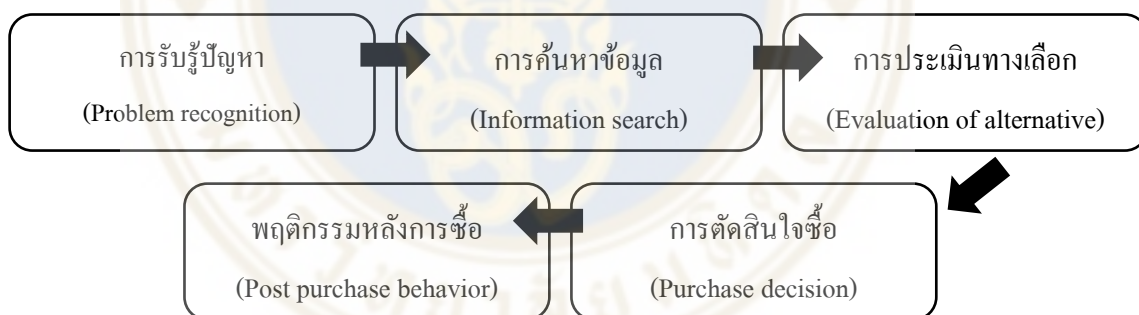 การรับรู้ปัญหา
(Problem recognition)
การค้นหาข้อมูล
(Information search)
การประเมินทางเลือก
(Evaluation of alternative)
การตัดสินใจซื้อ
(Purchase decision)
พฤติกรรมหลังการซื้อ
(Post purchase behavior)